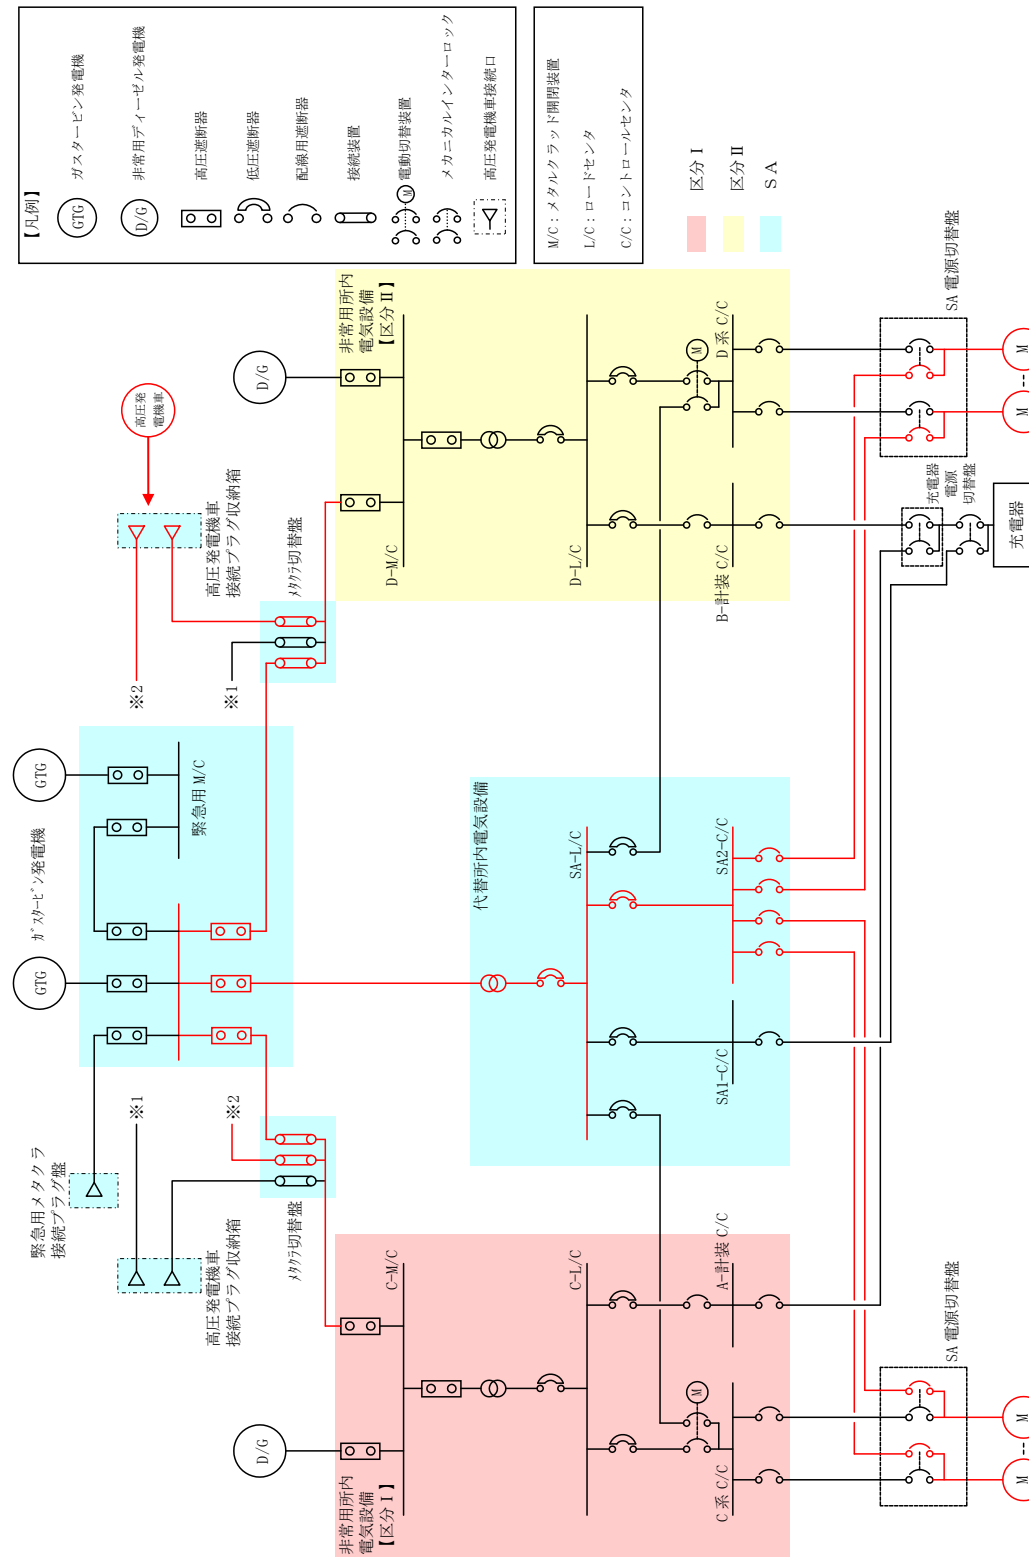 【凡例】
GTG
ガスタービン発電機
D/G
非常用ディーゼル発電機
高圧遮断器
低圧遮断器
配線用遮断器
接続装置
M
電動切替装置
メカニカルインターロック
高圧発電機車接続口
M/C：メタルクラッド開閉装置
L/C：ロードセンタ
C/C：コントロールセンタ
区分Ⅰ
区分Ⅱ
ＳＡ
緊急用メタクラ
接続プラグ盤
GTG
ｶﾞｽﾀｰﾋﾞﾝ発電機
GTG
緊急用 M/C
高圧発
電機車
※1
※2
高圧発電機車
接続プラグ収納箱
ﾒﾀｸﾗ切替盤
※2
※1
高圧発電機車
接続プラグ収納箱
ﾒﾀｸﾗ切替盤
D/G
D/G
非常用所内
電気設備
【区分Ⅰ】
C-M/C
C-L/C
M
C 系 C/C
A-計装 C/C
代替所内電気設備
SA-L/C
SA1-C/C
SA2-C/C
非常用所内
電気設備
【区分Ⅱ】
D-M/C
D-L/C
M
B-計装 C/C
D 系 C/C
SA 電源切替盤
M
M
充電器
電源
切替盤
充電器
SA 電源切替盤
M
M